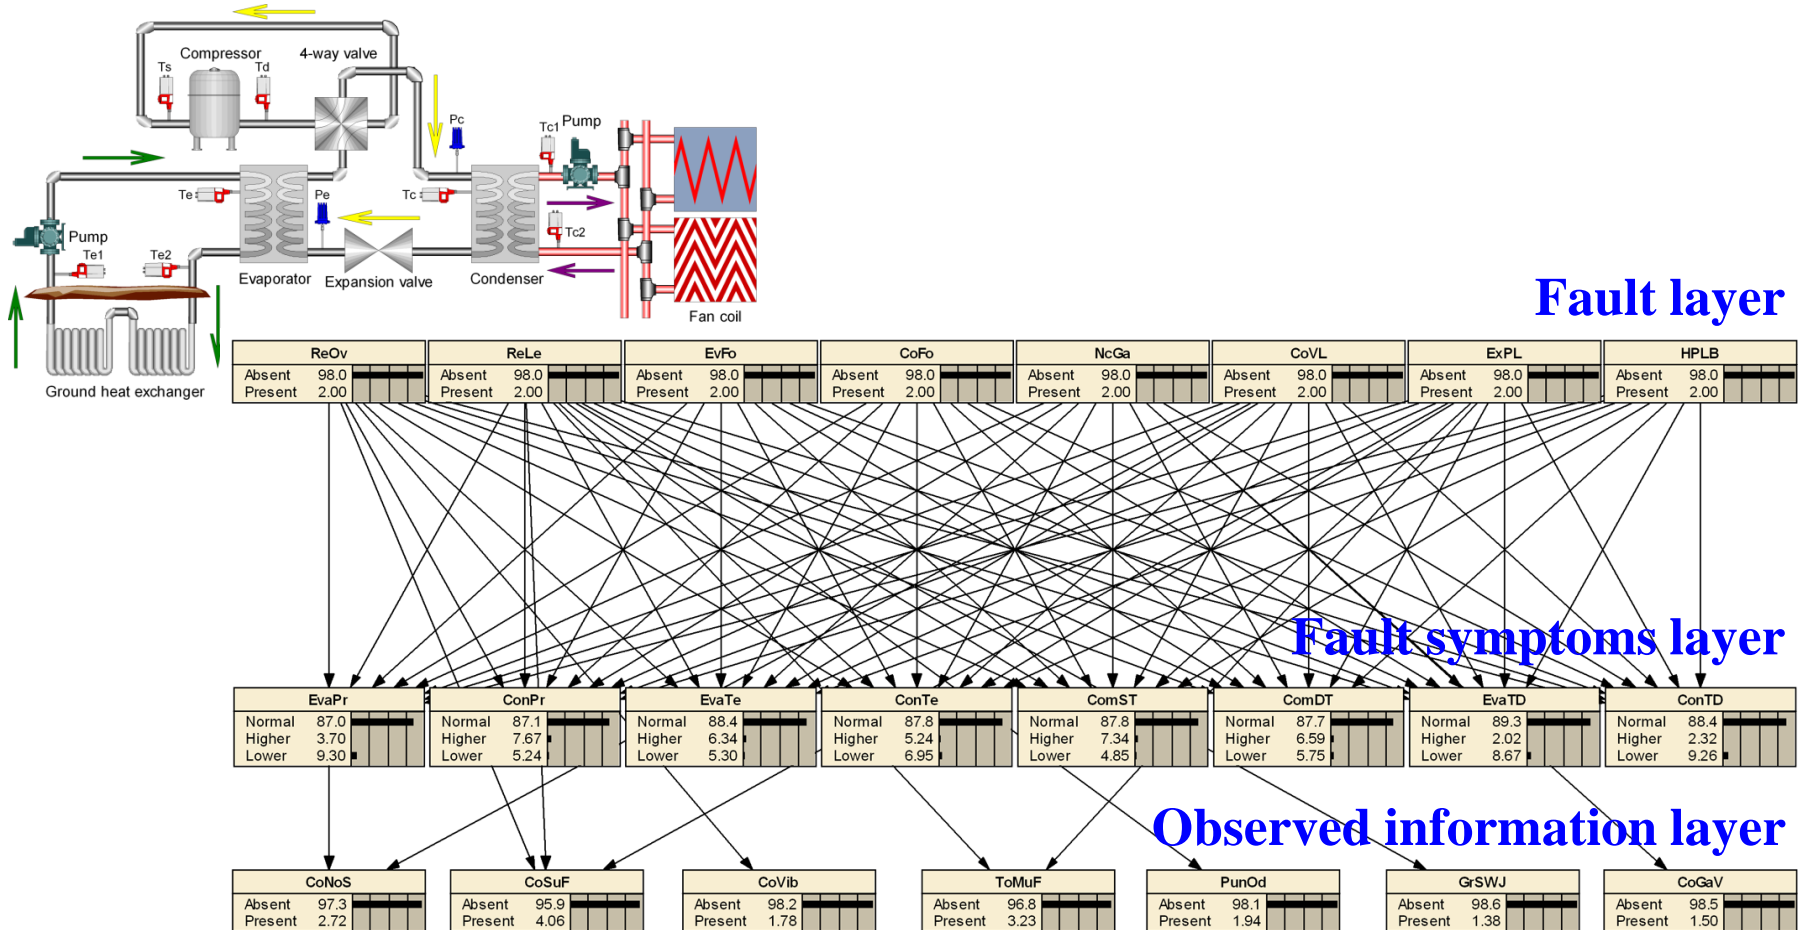 Compressor
4-way valve
Ts
Td
Pc
Tc1
Pump
Te
Pe
Tc
Tc2
Pump
Te1
Te2
Evaporator
Expansion valve
Condenser
Fan coil
Ground heat exchanger
Fault layer
ReOv
Absent 98.0
Present 2.00
ReLe
Absent 98.0
Present 2.00
EvFo
Absent 98.0
Present 2.00
CoFo
Absent 98.0
Present 2.00
NcGa
Absent 98.0
Present 2.00
CoVL
Absent 98.0
Present 2.00
ExPL
Absent 98.0
Present 2.00
HPLB
Absent 98.0
Present 2.00
Fault symptoms layer
EvaPr
Normal 87.0
Higher 3.70
Lower 9.30
ConPr
Normal 87.1
Higher 7.67
Lower 5.24
EvaTe
Normal 88.4
Higher 6.34
Lower 5.30
ConTe
Normal 87.8
Higher 5.24
Lower 6.95
ComST
Normal 87.8
Higher 7.34
Lower 4.85
ComDT
Normal 87.7
Higher 6.59
Lower 5.75
EvaTD
Normal 89.3
Higher 2.02
Lower 8.67
ConTD
Normal 88.4
Higher 2.32
Lower 9.26
Observed information layer
CoNoS
Absent 97.3
Present 2.72
CoSuF
Absent 95.9
Present 4.06
CoVib
Absent 98.2
Present 1.78
ToMuF
Absent 96.8
Present 3.23
PunOd
Absent 98.1
Present 1.94
GrSWJ
Absent 98.6
Present 1.38
CoGaV
Absent 98.5
Present 1.50